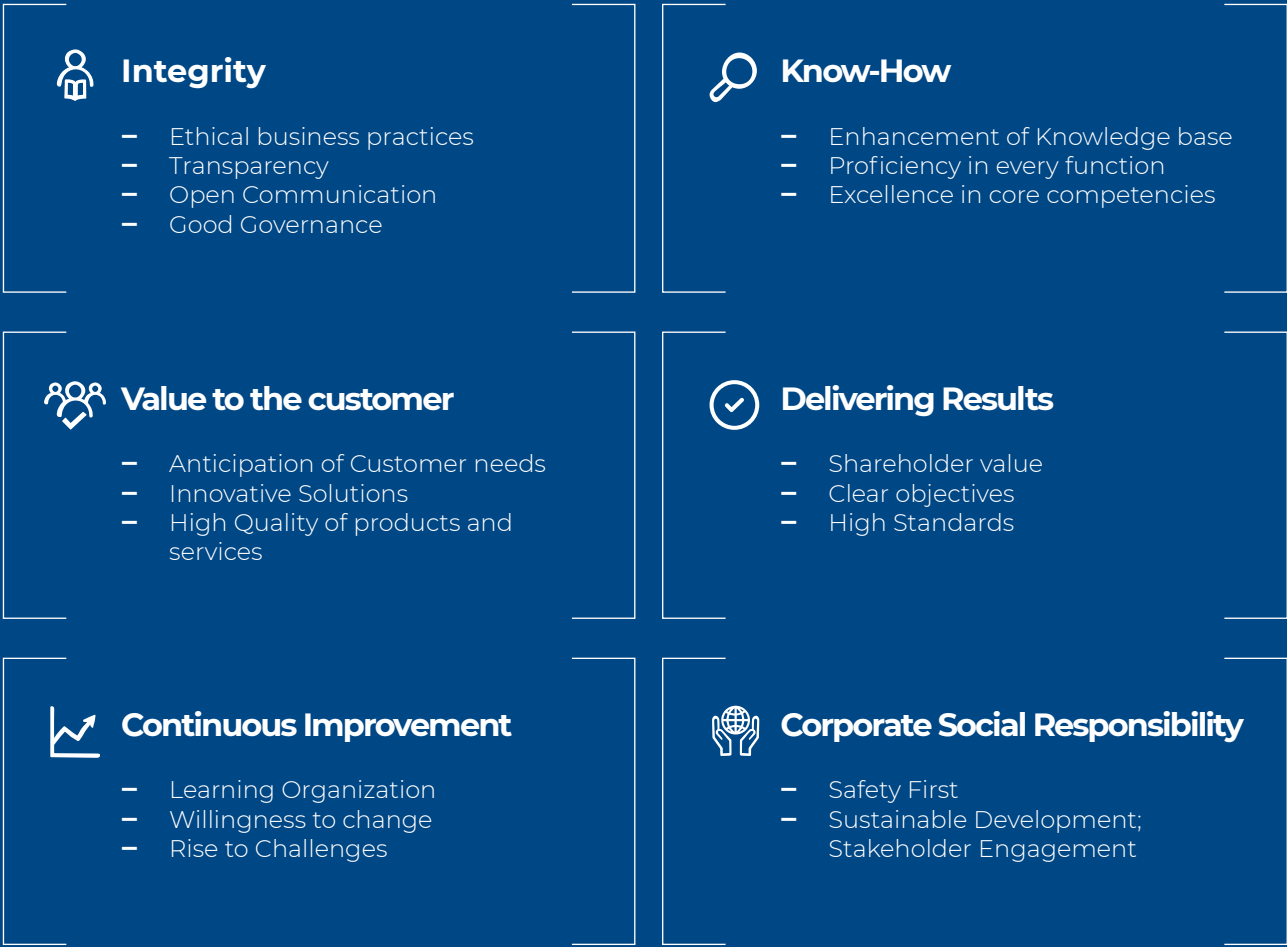 Integrity
– Ethical business practices
– Transparency
– Open Communication
– Good Governance
Know-How
– Enhancement of Knowledge base
– Proficiency in every function
– Excellence in core competencies
Value to the customer
– Anticipation of Customer needs
– Innovative Solutions
– High Quality of products and
services
Delivering Results
– Shareholder value
– Clear objectives
– High Standards
Continuous Improvement
– Learning Organization
– Willingness to change
– Rise to Challenges
Corporate Social Responsibility
– Safety First
– Sustainable Development;
Stakeholder Engagement